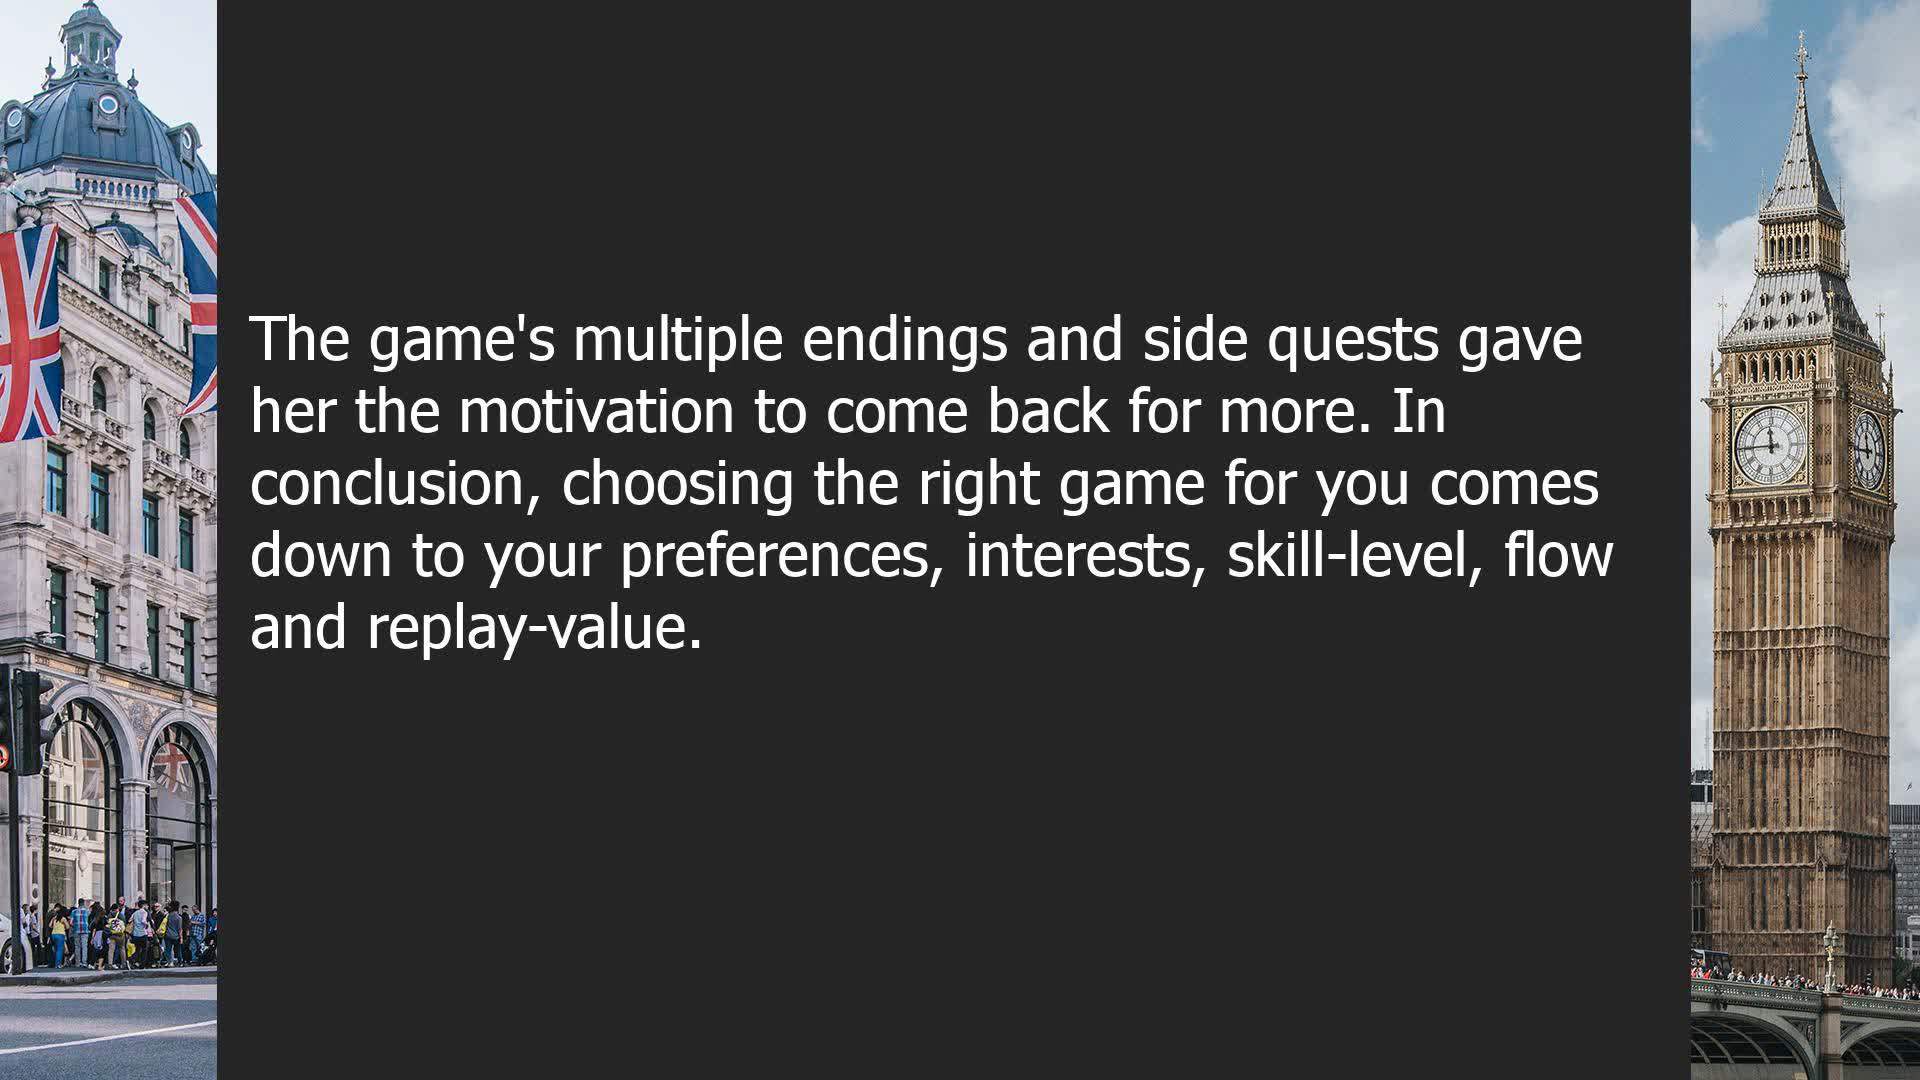 The game's multiple endings and side quests gave
her the motivation to come back for more. In
conclusion, choosing the right game for you comes
down to your preferences, interests, skill-level, flow
and replay-value.